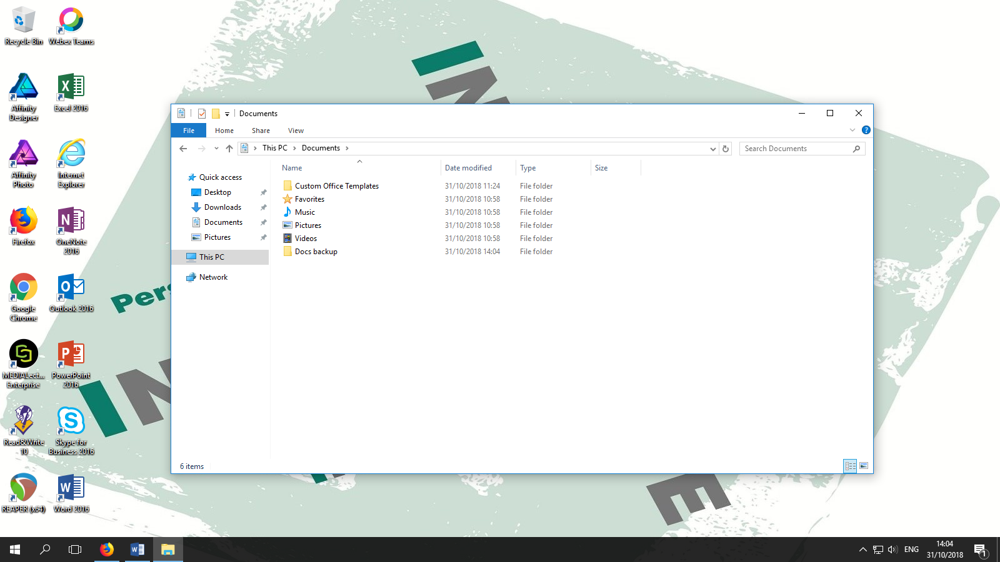 Recycle Bin
Webex Teams
Affinity
Designer
Excel 2016
Affinity
Photo
Internet
Explorer
Firefox
OneNote
2016
Google
Chrome
Outlook 2016
MEDIALect...
Enterprise
PowerPoint
2016
Read&Write
10
Skype for
Business 2016
REAPER (x64)
Word 2016
Documents
File Home Share View
This PC Documents
Search Documents
Name Date modified Type Size
Quick access
Desktop
Downloads
Documents
Pictures
This PC
Network
Custom Office Templates 31/10/2018 11:24 File folder
Favorites 31/10/2018 10:58 File folder
Music 31/10/2018 10:58 File folder
Pictures 31/10/2018 10:58 File folder
Videos 31/10/2018 10:58 File folder
Docs backup 31/10/2018 14:04 File folder
6 items
ENG
14:04
31/10/2018
1